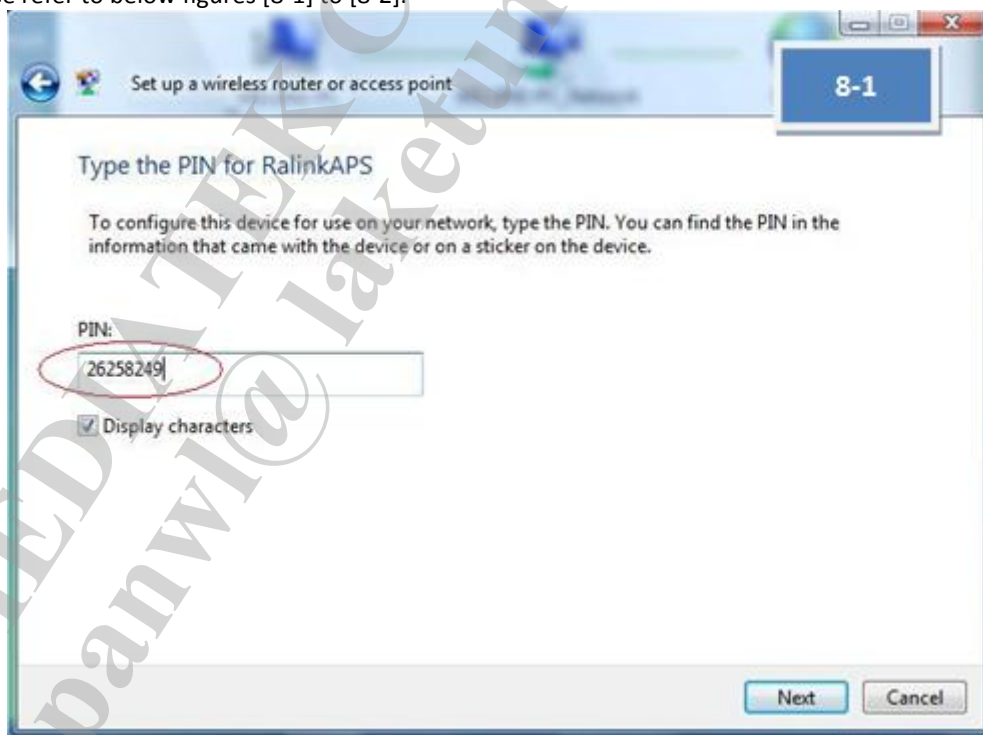 e refer to below figures [8-1] to [8-2].
Set up a wireless router or access point
8-1
Type the PIN for RalinkAPS
To configure this device for use on your network, type the PIN. You can find the PIN in the
information that came with the device or on a sticker on the device.
PIN:
26258249
Display characters
Next Cancel
EDIATEK C
panwl@laketun